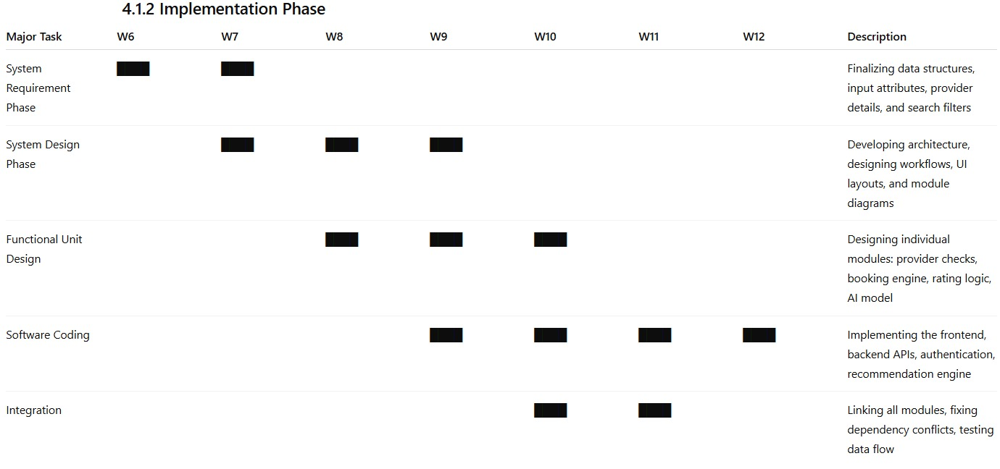 4.1.2 Implementation Phase
Major Task W6 W7 W8 W9 W10 W11 W12 Description
System
Requirement
Phase
Finalizing data structures,
input attributes, provider
details, and search filters
System Design
Phase
Developing architecture,
designing workflows, UI
layouts, and module
diagrams
Functional Unit
Design
Designing individual
modules: provider checks,
booking engine, rating logic,
AI model
Software Coding
Implementing the frontend,
backend APIs, authentication,
recommendation engine
Integration
Linking all modules, fixing
dependency conflicts, testing
data flow